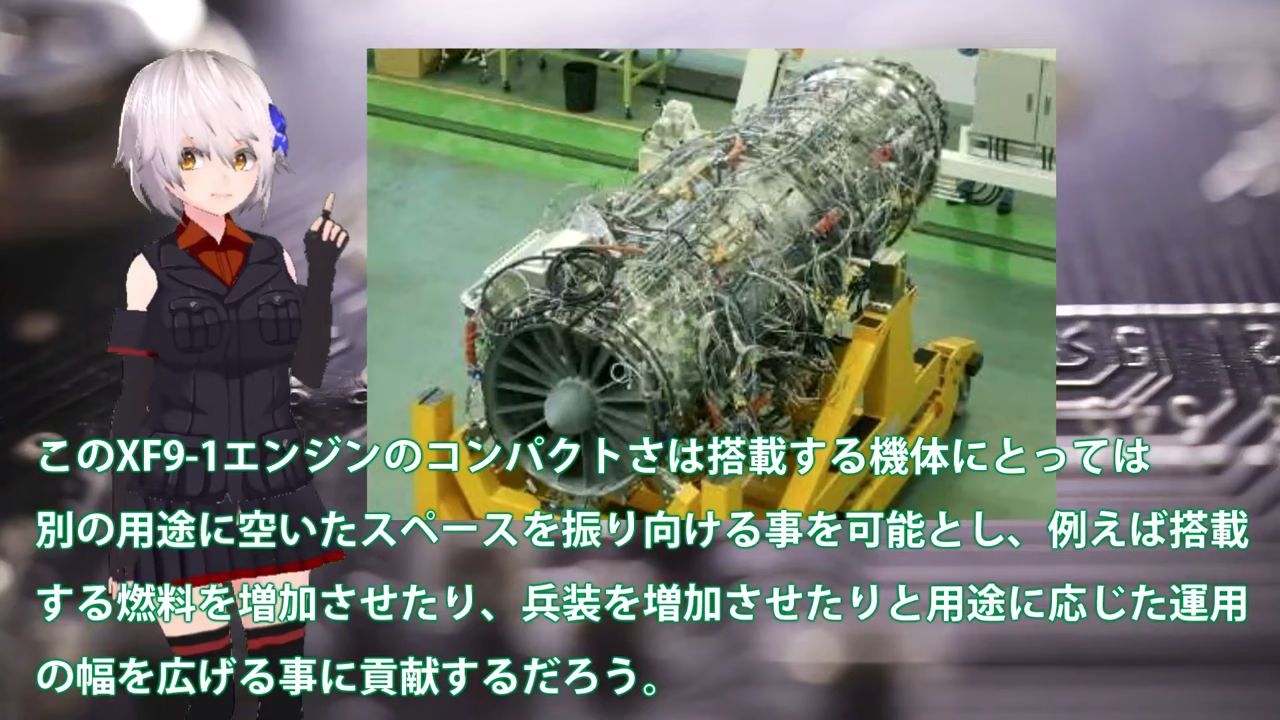 このXF9-1エンジンのコンパクトさは搭載する機体にとっては
別の用途に空いたスペースを振り向ける事を可能とし、例えば搭載
する燃料を増加させたり、兵装を増加させたりと用途に応じた運用
の幅を広げる事に貢献するだろう。